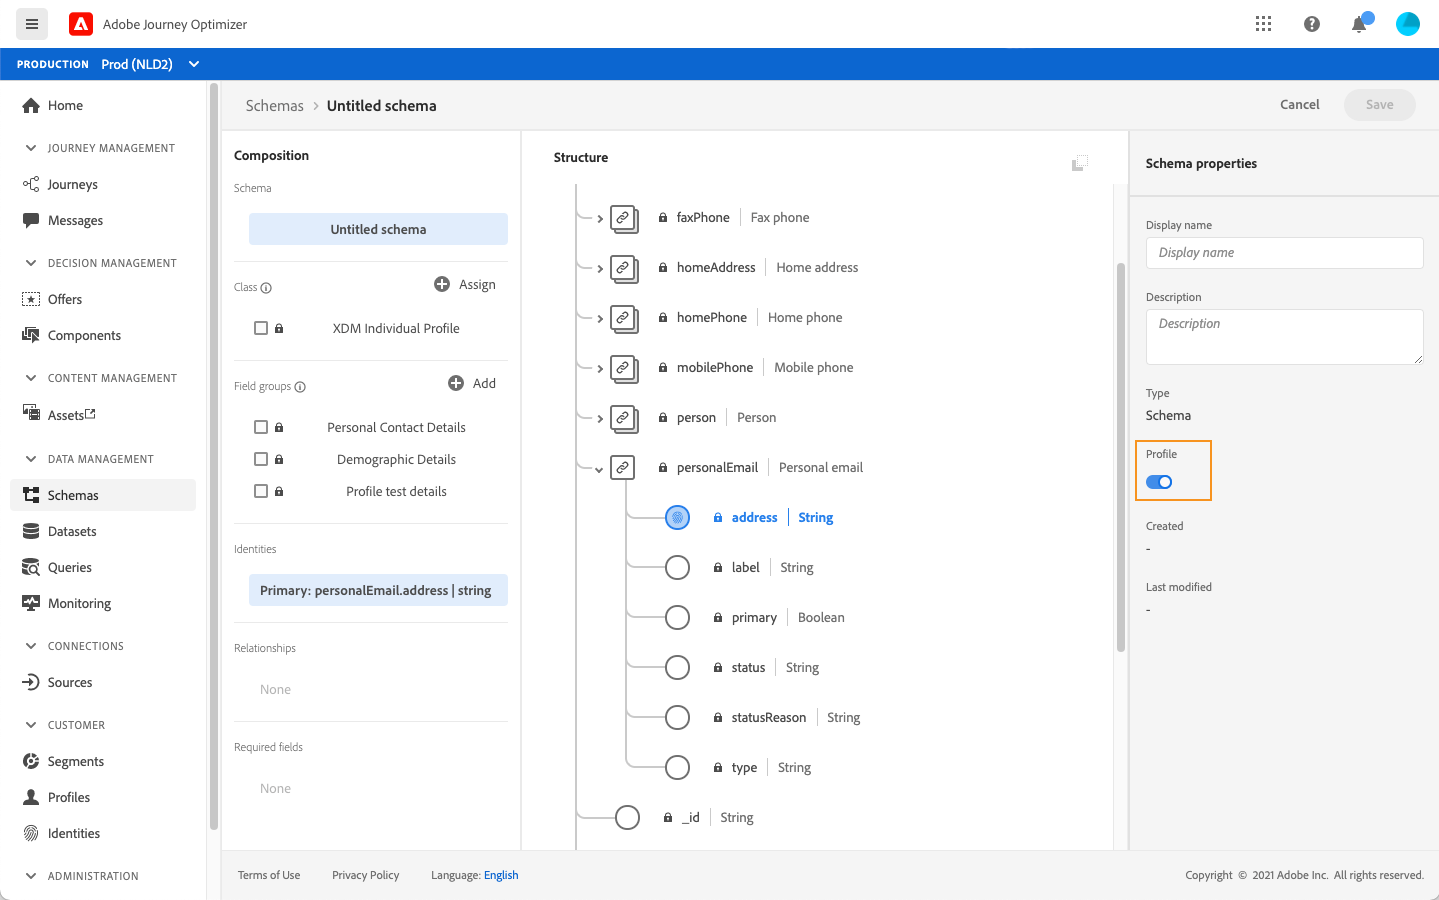 Adobe Journey Optimizer
PRODUCTION Prod (NLD2)
Home
JOURNEY MANAGEMENT
Journeys
Messages
DECISION MANAGEMENT
Offers
Components
CONTENT MANAGEMENT
Assets
DATA MANAGEMENT
Schemas
Datasets
Queries
Monitoring
CONNECTIONS
Sources
CUSTOMER
Segments
Profiles
Identities
ADMINISTRATION
Schemas > Untitled schema
Cancel
Save
Composition
Schema
Untitled schema
Class
Assign
XDM Individual Profile
Field groups
Add
Personal Contact Details
Demographic Details
Profile test details
Identities
Primary: personalEmail.address | string
Relationships
None
Required fields
None
Structure
faxPhone | Fax phone
homeAddress | Home address
homePhone | Home phone
mobilePhone | Mobile phone
person | Person
personalEmail | Personal email
address | String
label | String
primary | Boolean
status | String
statusReason | String
type | String
_id | String
Schema properties
Display name
Display name
Description
Description
Type
Schema
Profile
Created
-
Last modified
-
Terms of Use Privacy Policy Language: English Copyright © 2021 Adobe Inc. All rights reserved.